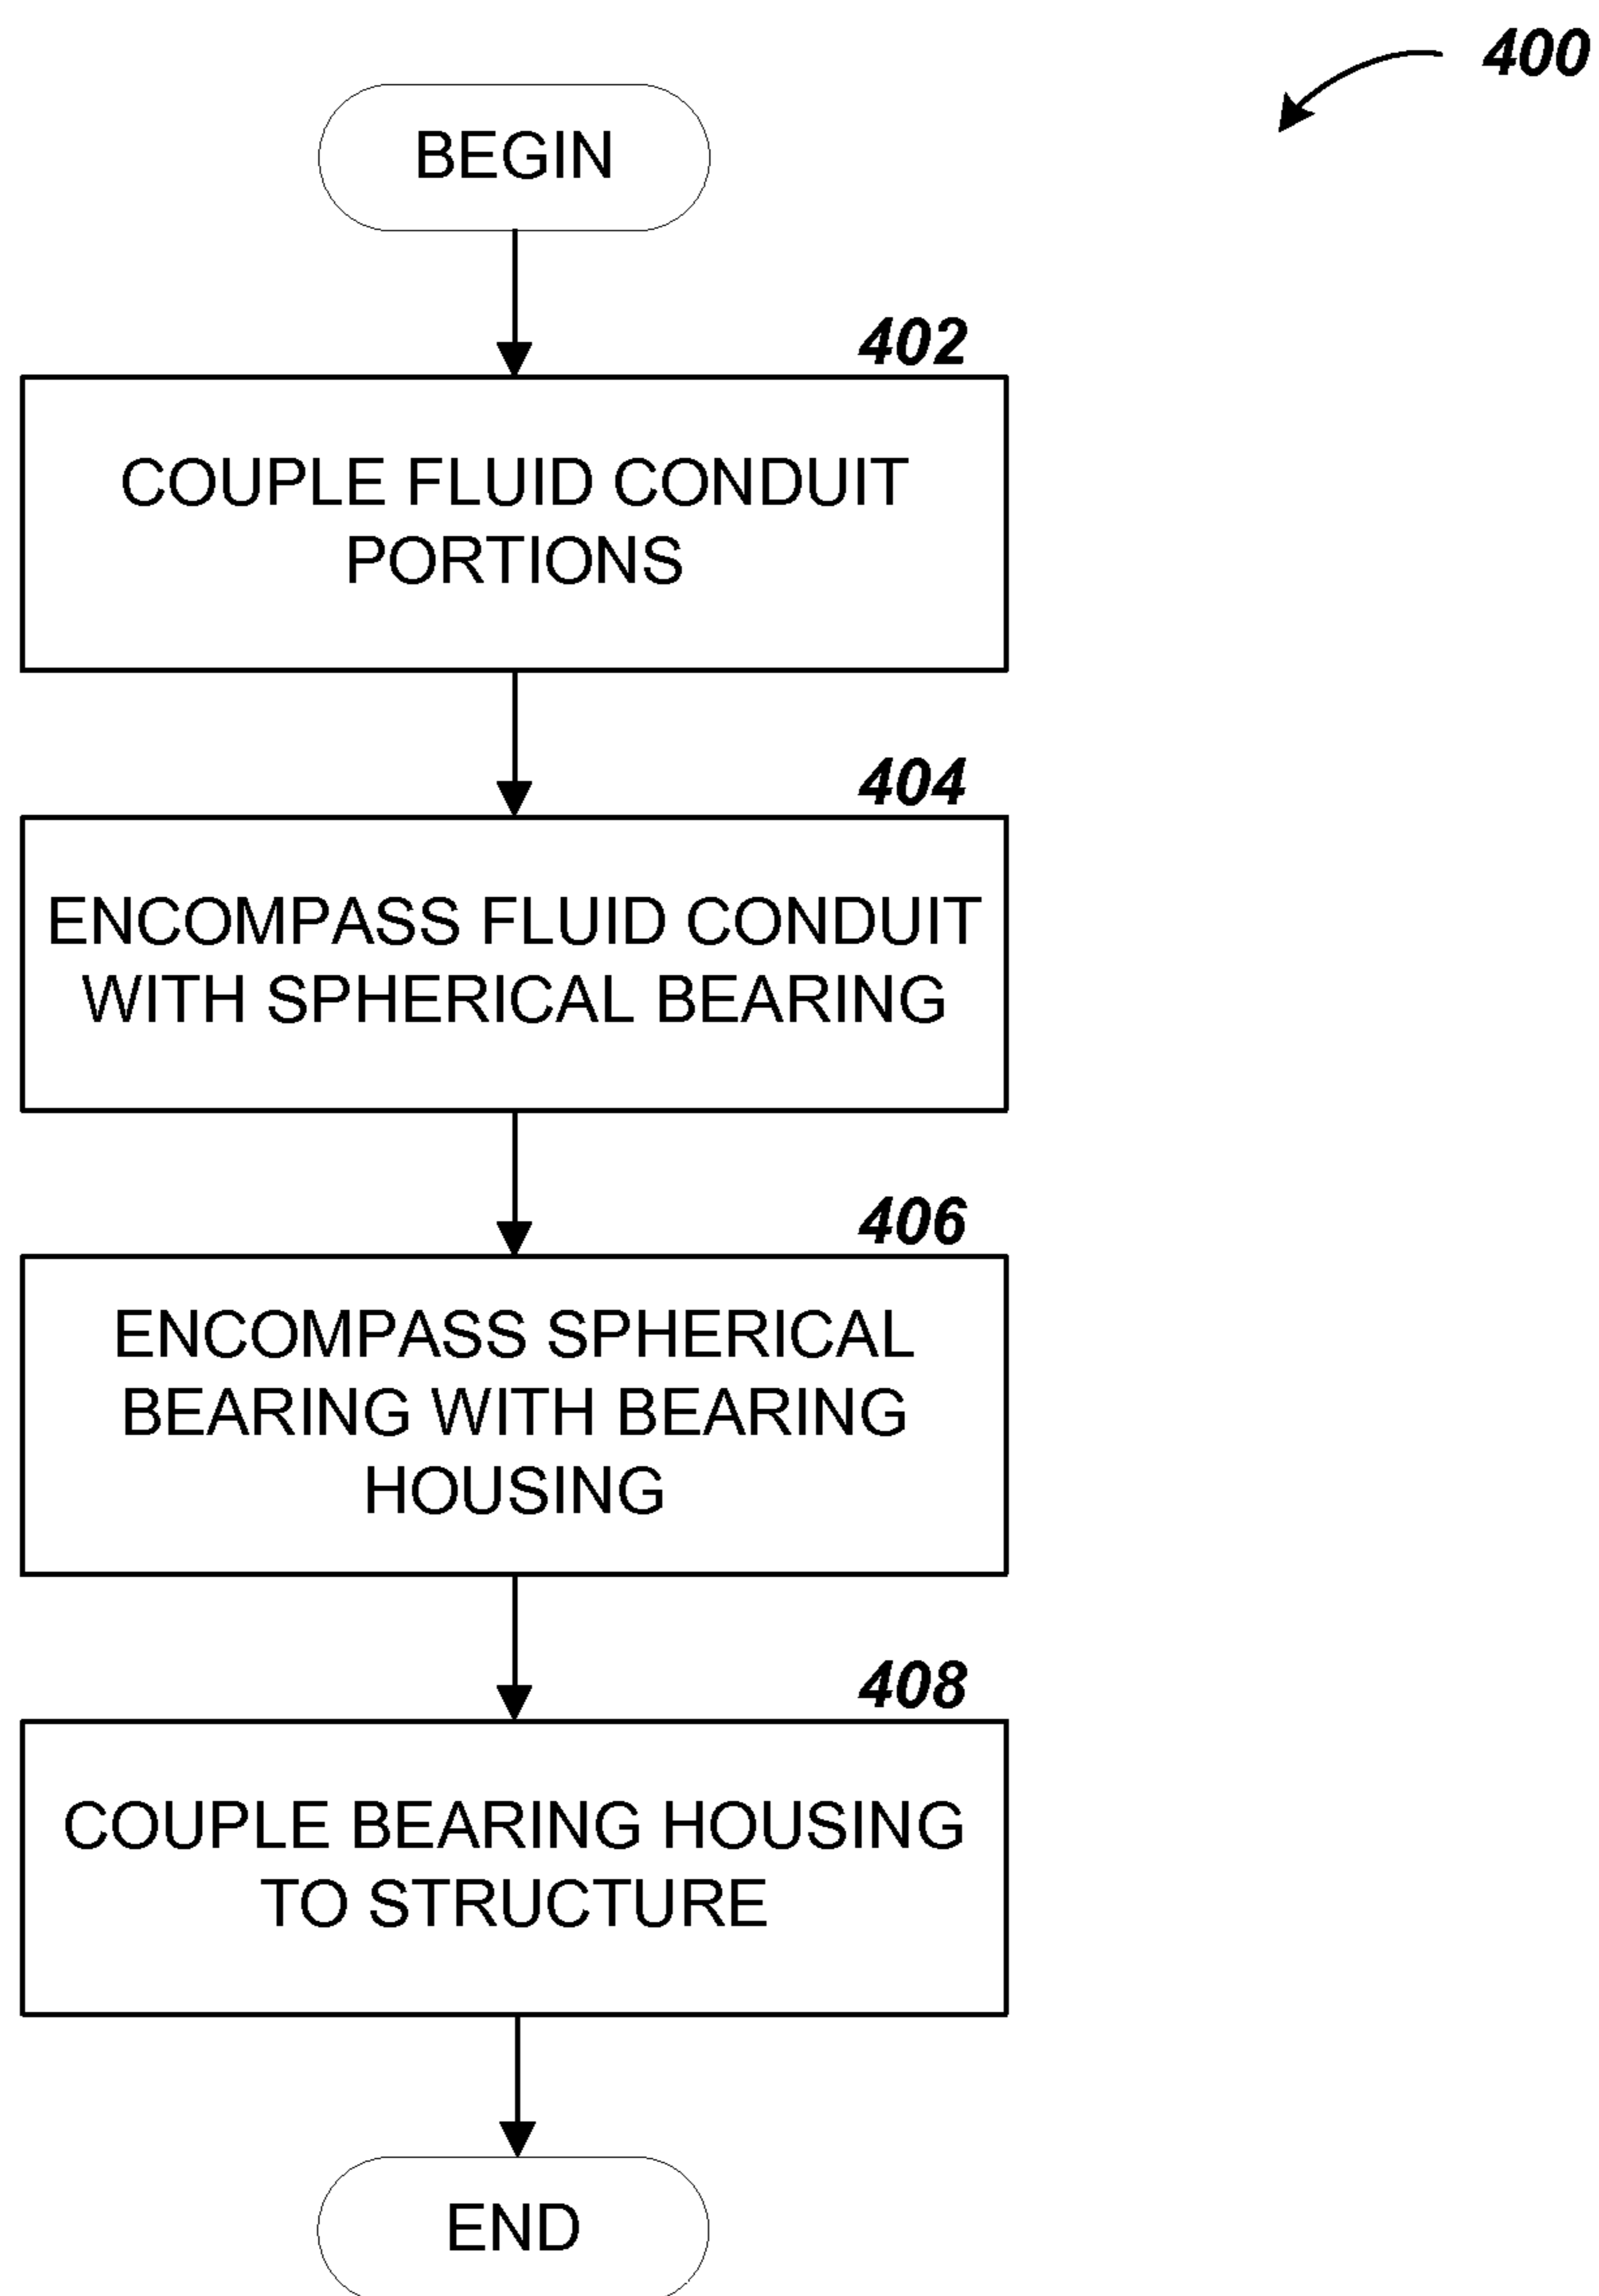 400
BEGIN
402
COUPLE FLUID CONDUIT
PORTIONS
404
ENCOMPASS FLUID CONDUIT
WITH SPHERICAL BEARING
406
ENCOMPASS SPHERICAL
BEARING WITH BEARING
HOUSING
408
COUPLE BEARING HOUSING
TO STRUCTURE
END